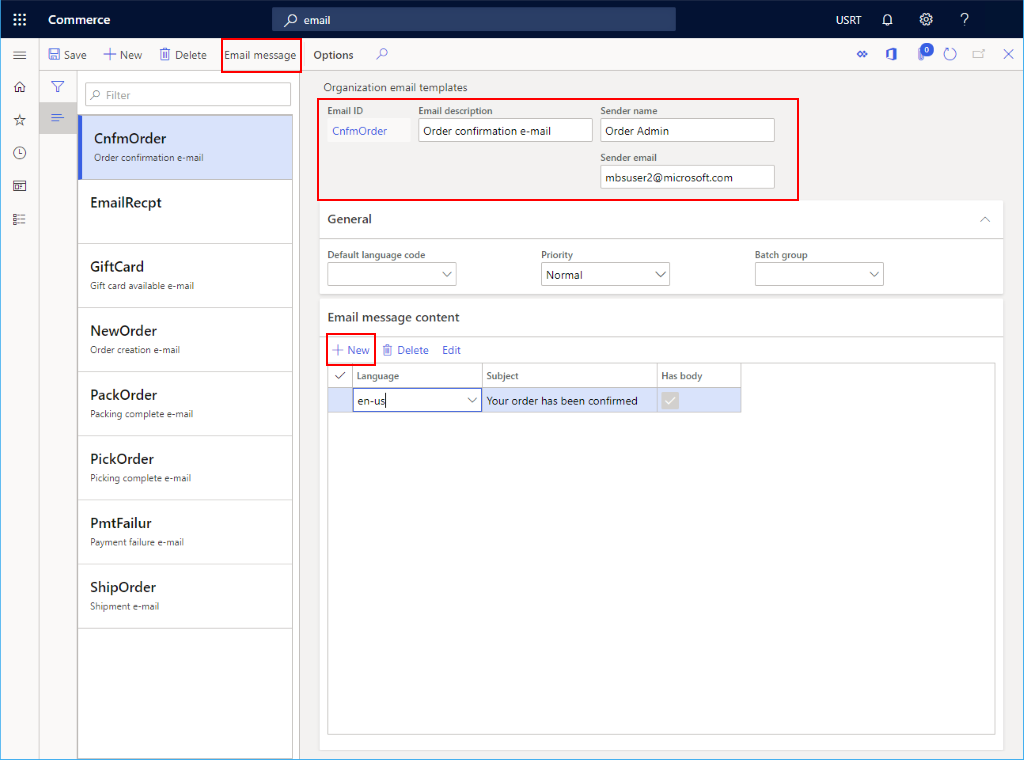 Commerce
email
USRT
?
Save
New
Delete
Email message
Options
0
Filter
CnfmOrder
Order confirmation e-mail
EmailRecpt
GiftCard
Gift card available e-mail
NewOrder
Order creation e-mail
PackOrder
Packing complete e-mail
PickOrder
Picking complete e-mail
PmtFailur
Payment failure e-mail
ShipOrder
Shipment e-mail
Organization email templates
Email ID
Email description
Sender name
CnfmOrder
Order confirmation e-mail
Order Admin
Sender email
mbsuser2@microsoft.com
General
Default language code
Priority
Batch group
Normal
Email message content
New
Delete
Edit
Language
Subject
Has body
en-us
Your order has been confirmed